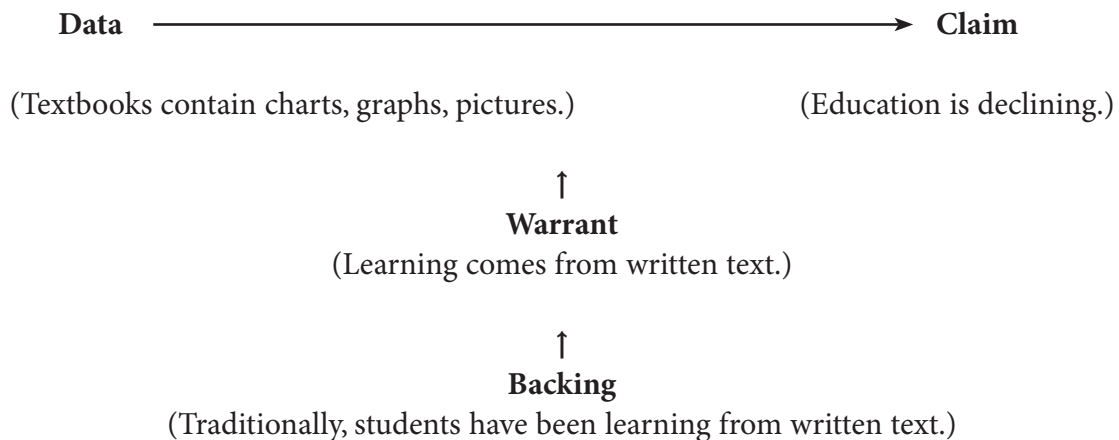 Data Claim
(Textbooks contain charts, graphs, pictures.) (Education is declining.)
Warrant
(Learning comes from written text.)
Backing
(Traditionally, students have been learning from written text.)